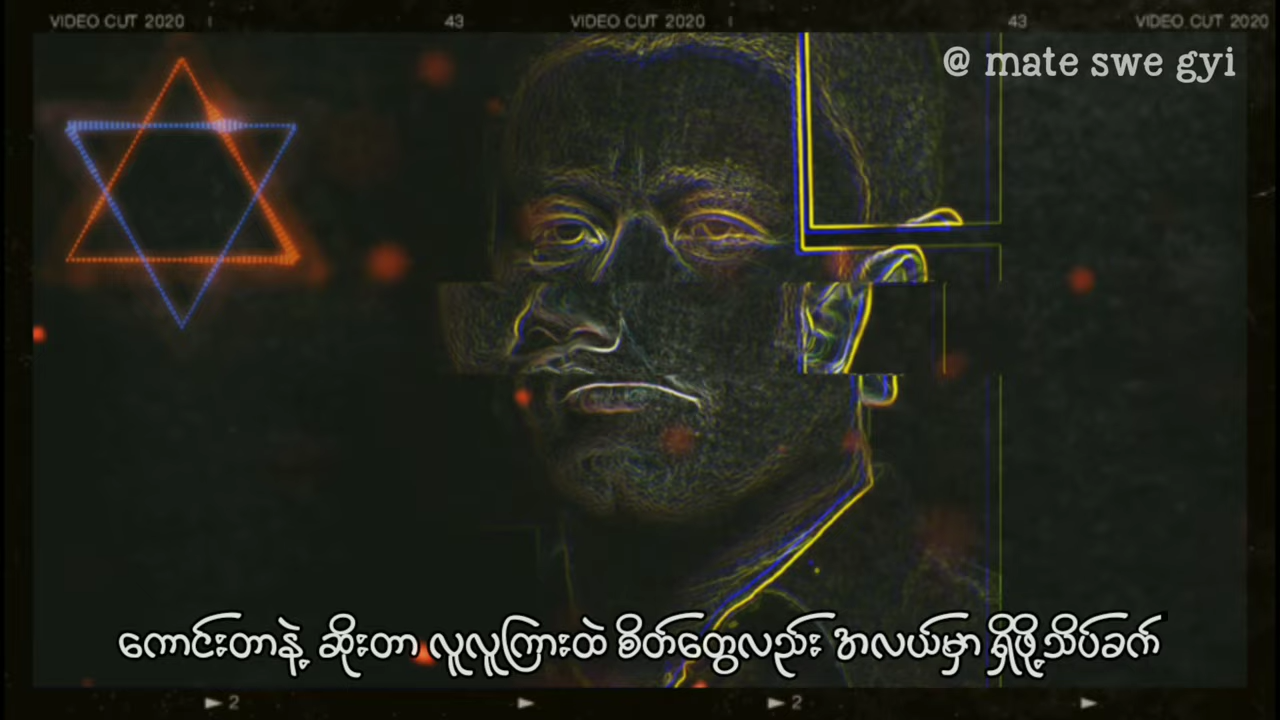 VIDEO CUT 2020 43 VIDEO CUT 2020 43 VIDEO CUT 2020
@ mate swe gyi
ကောင်းတာနဲ့ ဆိုးတာ လူလူကြားထဲ စိတ်တွေလည်း အလယ်မှာ ရှိဖို့သိပ်ခက်
2 2